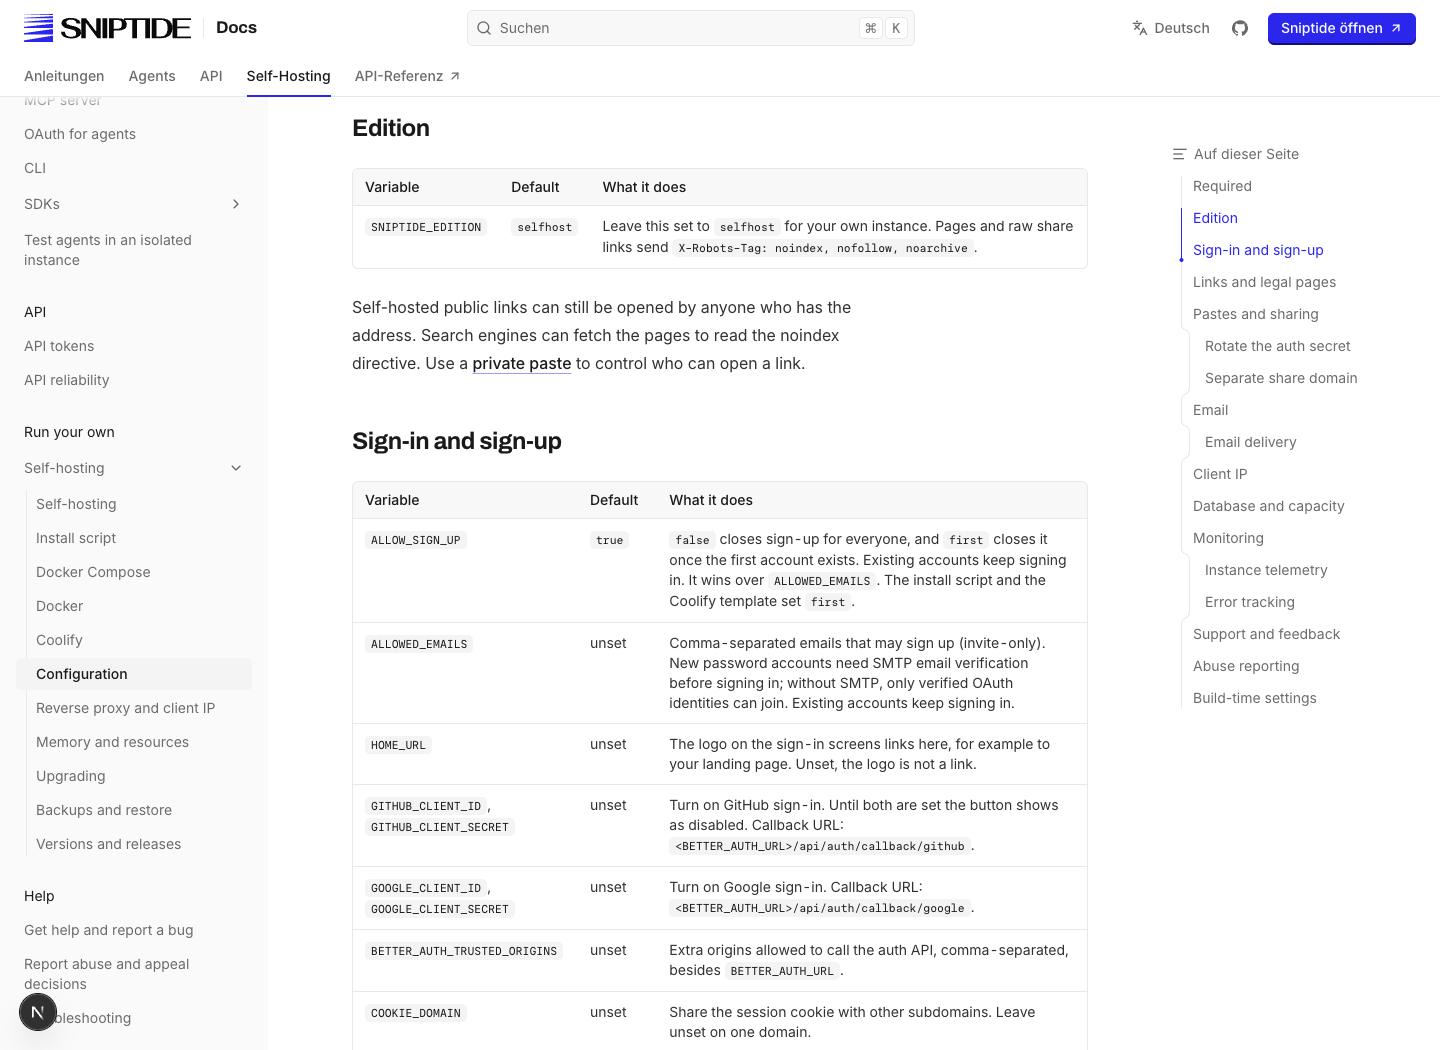 SNIPTIDE Docs
Suchen ⌘ K
Deutsch
Sniptide öffnen
Anleitungen Agents API Self-Hosting API-Referenz
MCP server
OAuth for agents
CLI
SDKs
Test agents in an isolated
instance
API
API tokens
API reliability
Run your own
Self-hosting
Self-hosting
Install script
Docker Compose
Docker
Coolify
Configuration
Reverse proxy and client IP
Memory and resources
Upgrading
Backups and restore
Versions and releases
Help
Get help and report a bug
Report abuse and appeal
decisions
bleshooting
N
Edition
Variable Default What it does
SNIPTIDE_EDITION selfhost Leave this set to selfhost for your own instance. Pages and raw share
links send X-Robots-Tag: noindex, nofollow, noarchive.
Self-hosted public links can still be opened by anyone who has the
address. Search engines can fetch the pages to read the noindex
directive. Use a private paste to control who can open a link.
Sign-in and sign-up
Variable Default What it does
ALLOW_SIGN_UP true false closes sign-up for everyone, and first closes it
once the first account exists. Existing accounts keep signing
in. It wins over ALLOWED_EMAILS. The install script and the
Coolify template set first.
ALLOWED_EMAILS unset Comma-separated emails that may sign up (invite-only).
New password accounts need SMTP email verification
before signing in; without SMTP, only verified OAuth
identities can join. Existing accounts keep signing in.
HOME_URL unset The logo on the sign-in screens links here, for example to
your landing page. Unset, the logo is not a link.
GITHUB_CLIENT_ID, unset Turn on GitHub sign-in. Until both are set the button shows
GITHUB_CLIENT_SECRET as disabled. Callback URL:
<BETTER_AUTH_URL>/api/auth/callback/github.
GOOGLE_CLIENT_ID, unset Turn on Google sign-in. Callback URL:
GOOGLE_CLIENT_SECRET <BETTER_AUTH_URL>/api/auth/callback/google.
BETTER_AUTH_TRUSTED_ORIGINS unset Extra origins allowed to call the auth API, comma-separated,
besides BETTER_AUTH_URL.
COOKIE_DOMAIN unset Share the session cookie with other subdomains. Leave
unset on one domain.
Auf dieser Seite
Required
Edition
Sign-in and sign-up
Links and legal pages
Pastes and sharing
Rotate the auth secret
Separate share domain
Email
Email delivery
Client IP
Database and capacity
Monitoring
Instance telemetry
Error tracking
Support and feedback
Abuse reporting
Build-time settings